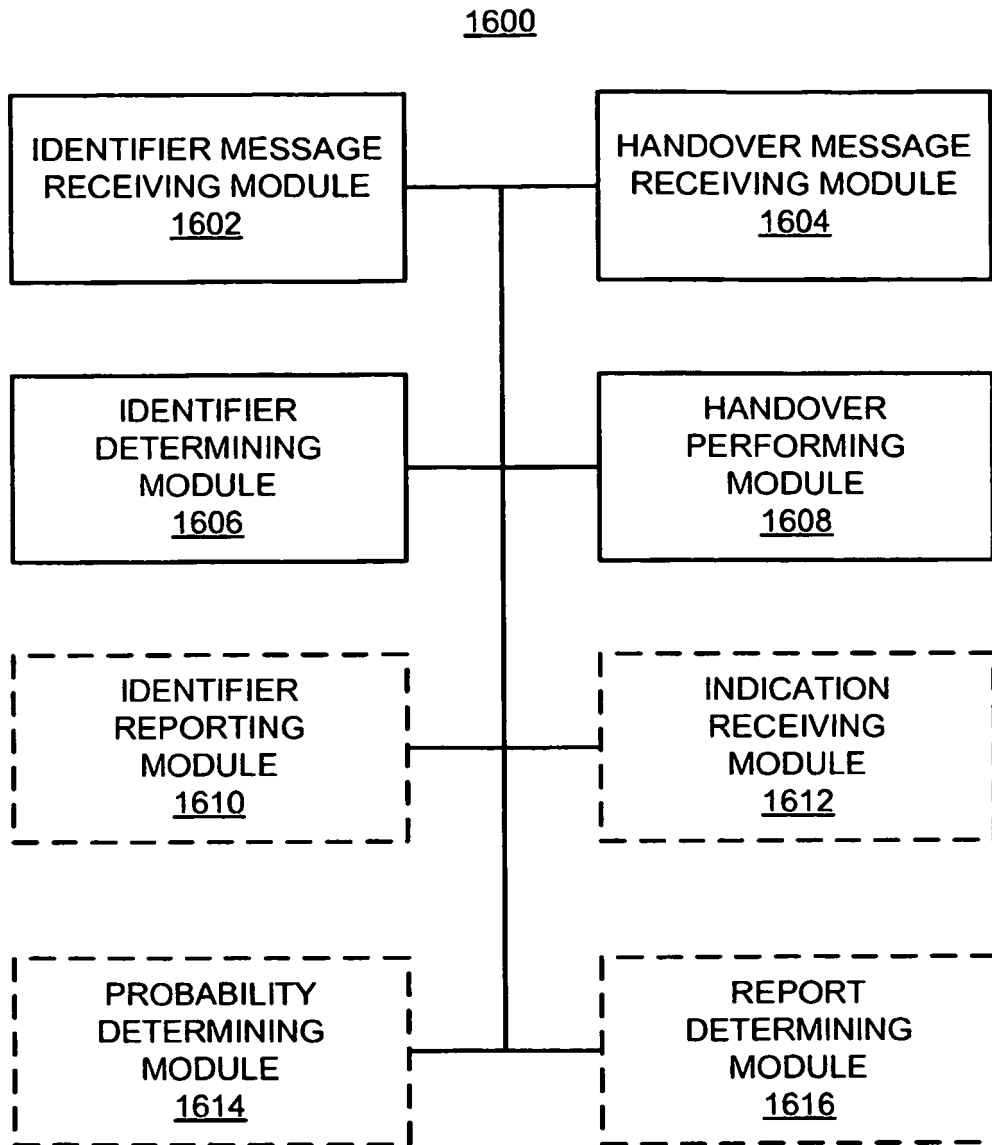 1600
IDENTIFIER MESSAGE
RECEIVING MODULE
1602
HANDOVER MESSAGE
RECEIVING MODULE
1604
IDENTIFIER
DETERMINING
MODULE
1606
HANDOVER
PERFORMING
MODULE
1608
IDENTIFIER
REPORTING
MODULE
1610
INDICATION
RECEIVING
MODULE
1612
PROBABILITY
DETERMINING
MODULE
1614
REPORT
DETERMINING
MODULE
1616